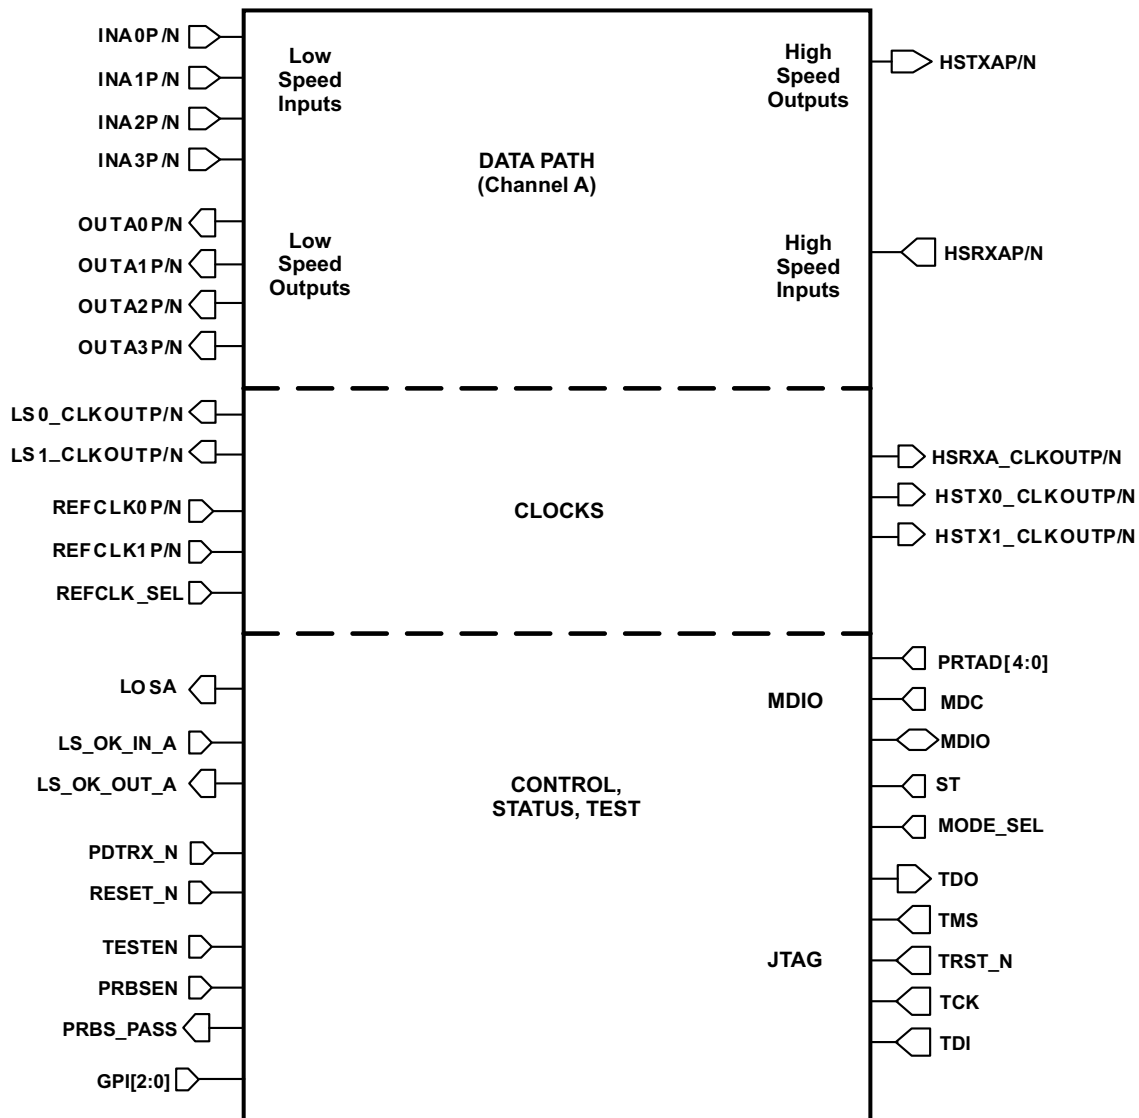 INA0P/N
INA1P/N
INA2P/N
INA3P/N
Low
Speed
Inputs
High
Speed
Outputs
HSTXAP/N
DATA PATH
(Channel A)
OUTA0P/N
OUTA1P/N
OUTA2P/N
OUTA3P/N
Low
Speed
Outputs
High
Speed
Inputs
HSRXAP/N
LS0_CLKOUTP/N
LS1_CLKOUTP/N
REFCLK0P/N
REFCLK1P/N
REFCLK_SEL
CLOCKS
HSRXA_CLKOUTP/N
HSTX0_CLKOUTP/N
HSTX1_CLKOUTP/N
LOSA
LS_OK_IN_A
LS_OK_OUT_A
PDTRX_N
RESET_N
TESTEN
PRBSEN
PRBS_PASS
GPI[2:0]
CONTROL,
STATUS, TEST
MDIO
PRTAD[4:0]
MDC
MDIO
ST
MODE_SEL
JTAG
TDO
TMS
TRST_N
TCK
TDI